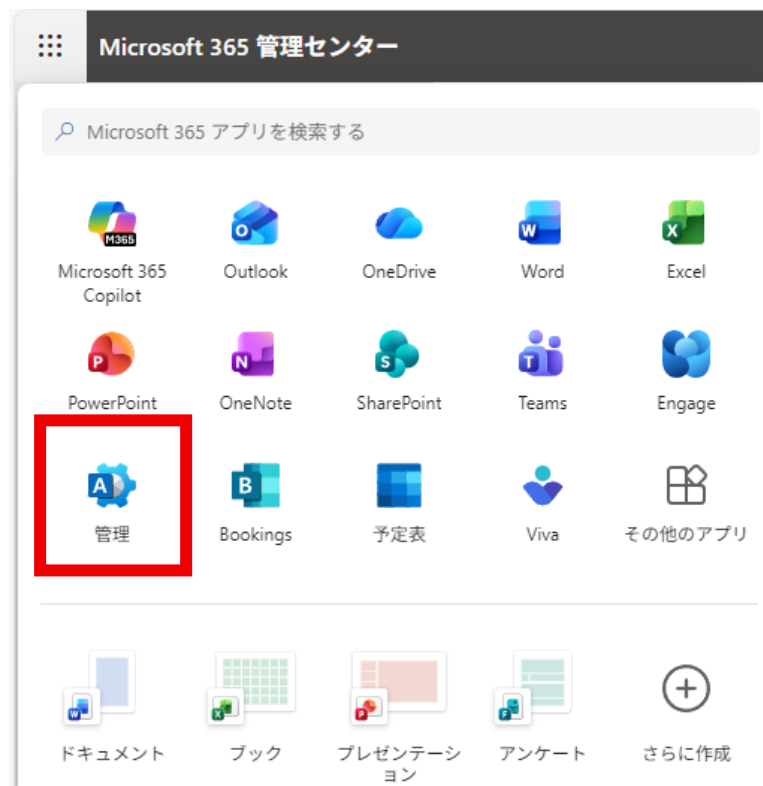 Microsoft 365 管理センター
Microsoft 365 アプリを検索する
M365
Microsoft 365
Copilot
O
Outlook
OneDrive
W
Word
X
Excel
P
PowerPoint
N
OneNote
S
SharePoint
T
Teams
Engage
A
管理
B
Bookings
予定表
Viva
その他のアプリ
W
ドキュメント
X
ブック
P
プレゼンテーシ
ョン
F
アンケート
さらに作成